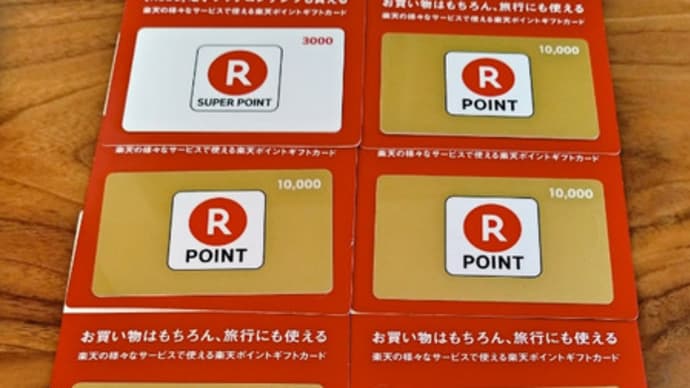 3000
R
SUPER POINT
楽天の様々なサービスで使える楽天ポイントギフトカード
お買い物はもちろん、旅行にも使える
楽天の様々なサービスで使える楽天ポイントギフトカード
10,000
R
POINT
楽天の様々なサービスで使える楽天ポイントギフトカード
10,000
R
POINT
お買い物はもちろん、旅行にも使える
楽天の様々なサービスで使える楽天ポイントギフトカード
10,000
R
POINT
お買い物はもちろん、旅行にも使える
楽天の様々なサービスで使える楽天ポイントギフトカード